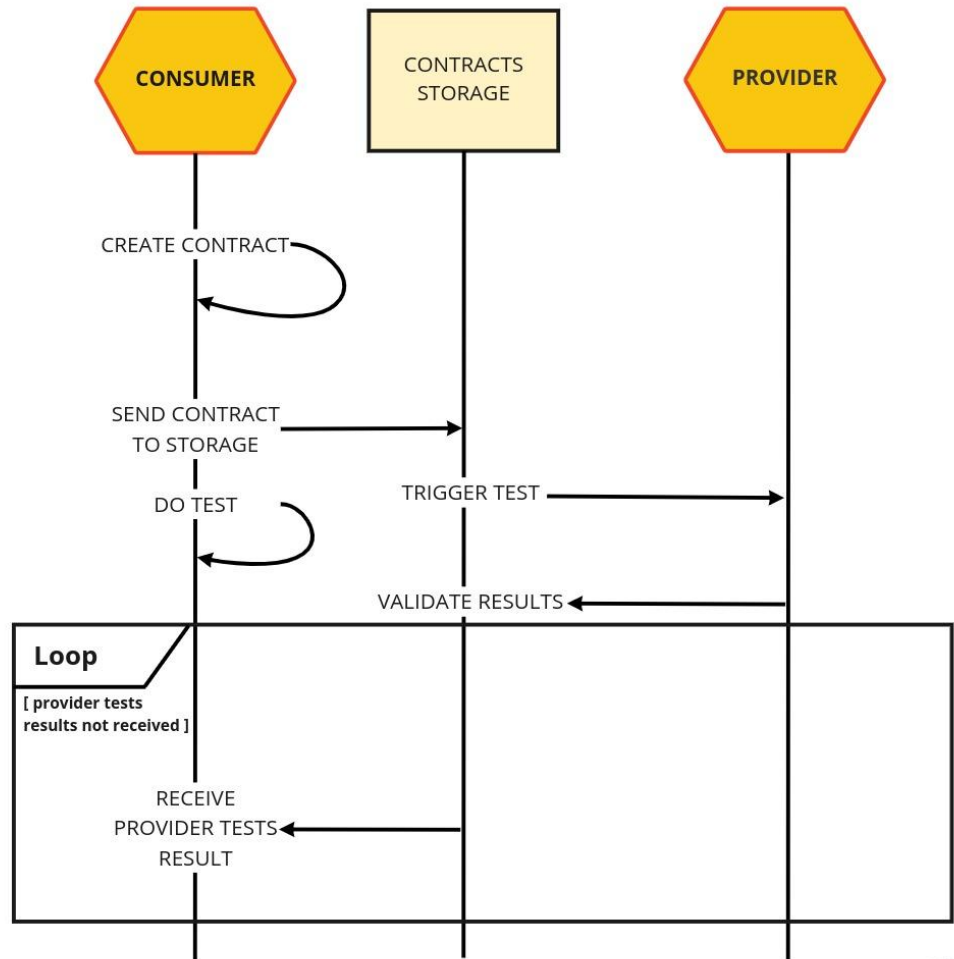 CONSUMER
CONTRACTS
STORAGE
PROVIDER
CREATE CONTRACT
SEND CONTRACT
TO STORAGE
TRIGGER TEST
DO TEST
VALIDATE RESULTS
Loop
[ provider tests
results not received ]
RECEIVE
PROVIDER TESTS
RESULT